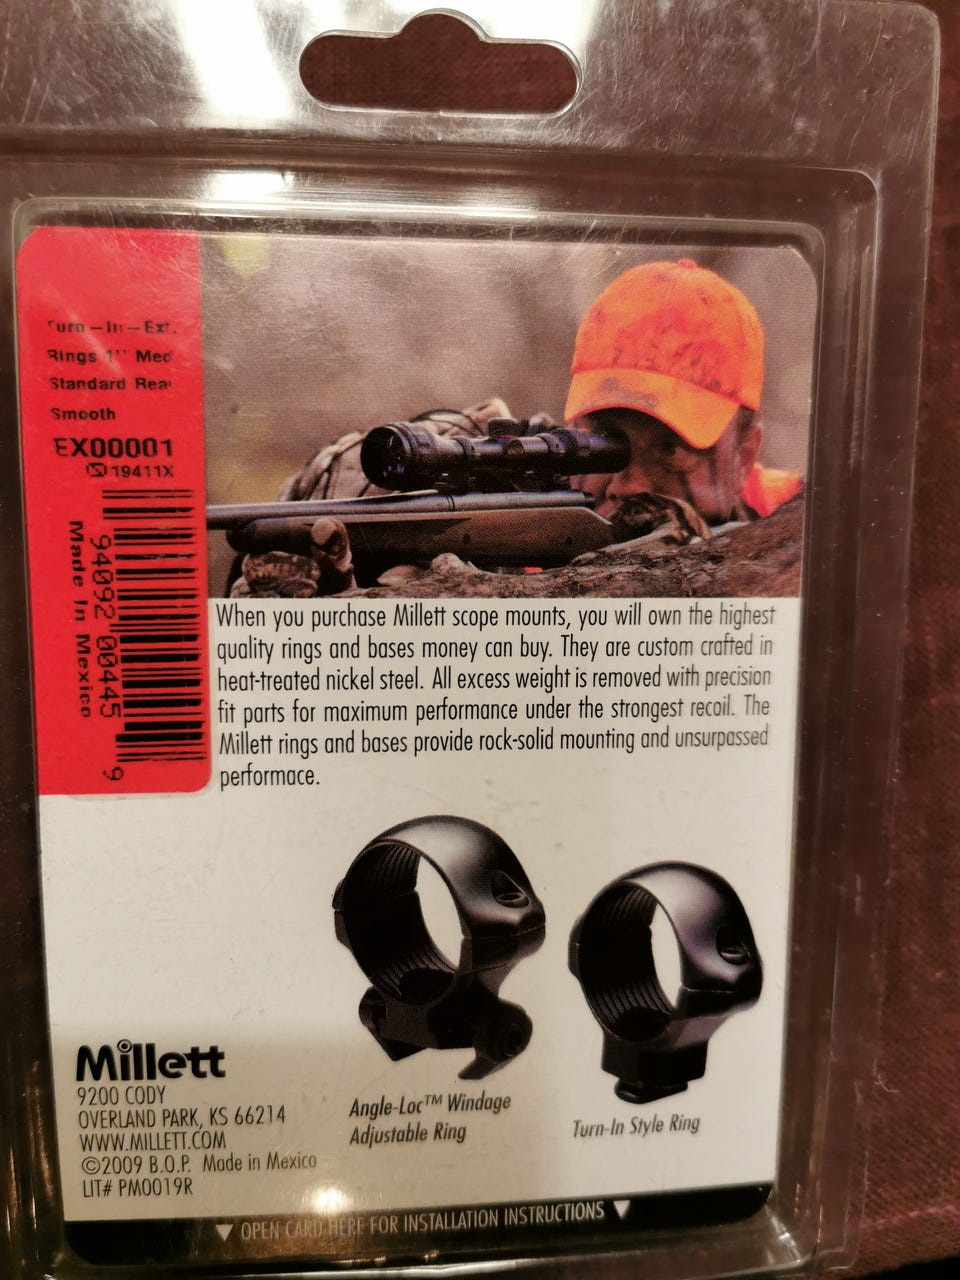 Turn-In-Ext.
Rings 1" Med
Standard Rear
Smooth
EX00001
19411X
94092 00445 9
Made In Mexico
When you purchase Millett scope mounts, you will own the highest
quality rings and bases money can buy. They are custom crafted in
heat-treated nickel steel. All excess weight is removed with precision
fit parts for maximum performance under the strongest recoil. The
Millett rings and bases provide rock-solid mounting and unsurpassed
performace.
Millett
9200 CODY
OVERLAND PARK, KS 66214
WWW.MILLETT.COM
©2009 B.O.P. Made in Mexico
LIT# PM0019R
Angle-Loc™ Windage
Adjustable Ring
Turn-In Style Ring
▼ OPEN CARD HERE FOR INSTALLATION INSTRUCTIONS ▼